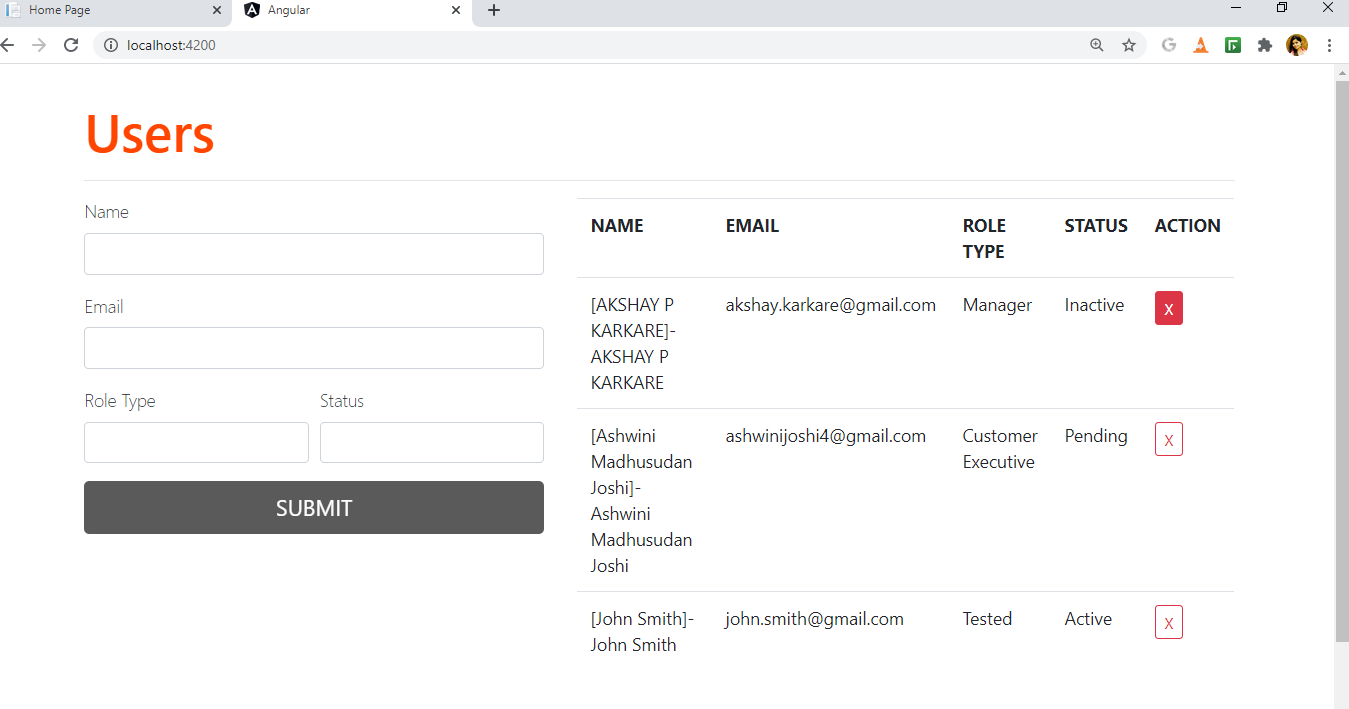 Home Page
Angular
localhost:4200
Users
Name
Email
Role Type Status
SUBMIT
NAME EMAIL ROLE TYPE STATUS ACTION
[AKSHAY P akshay.karkare@gmail.com Manager Inactive X
KARKARE]-
AKSHAY P
KARKARE
[Ashwini ashwinijoshi4@gmail.com Customer Pending X
Madhusudan Executive
Joshi]-
Ashwini
Madhusudan
Joshi
[John Smith]- john.smith@gmail.com Tested Active X
John Smith